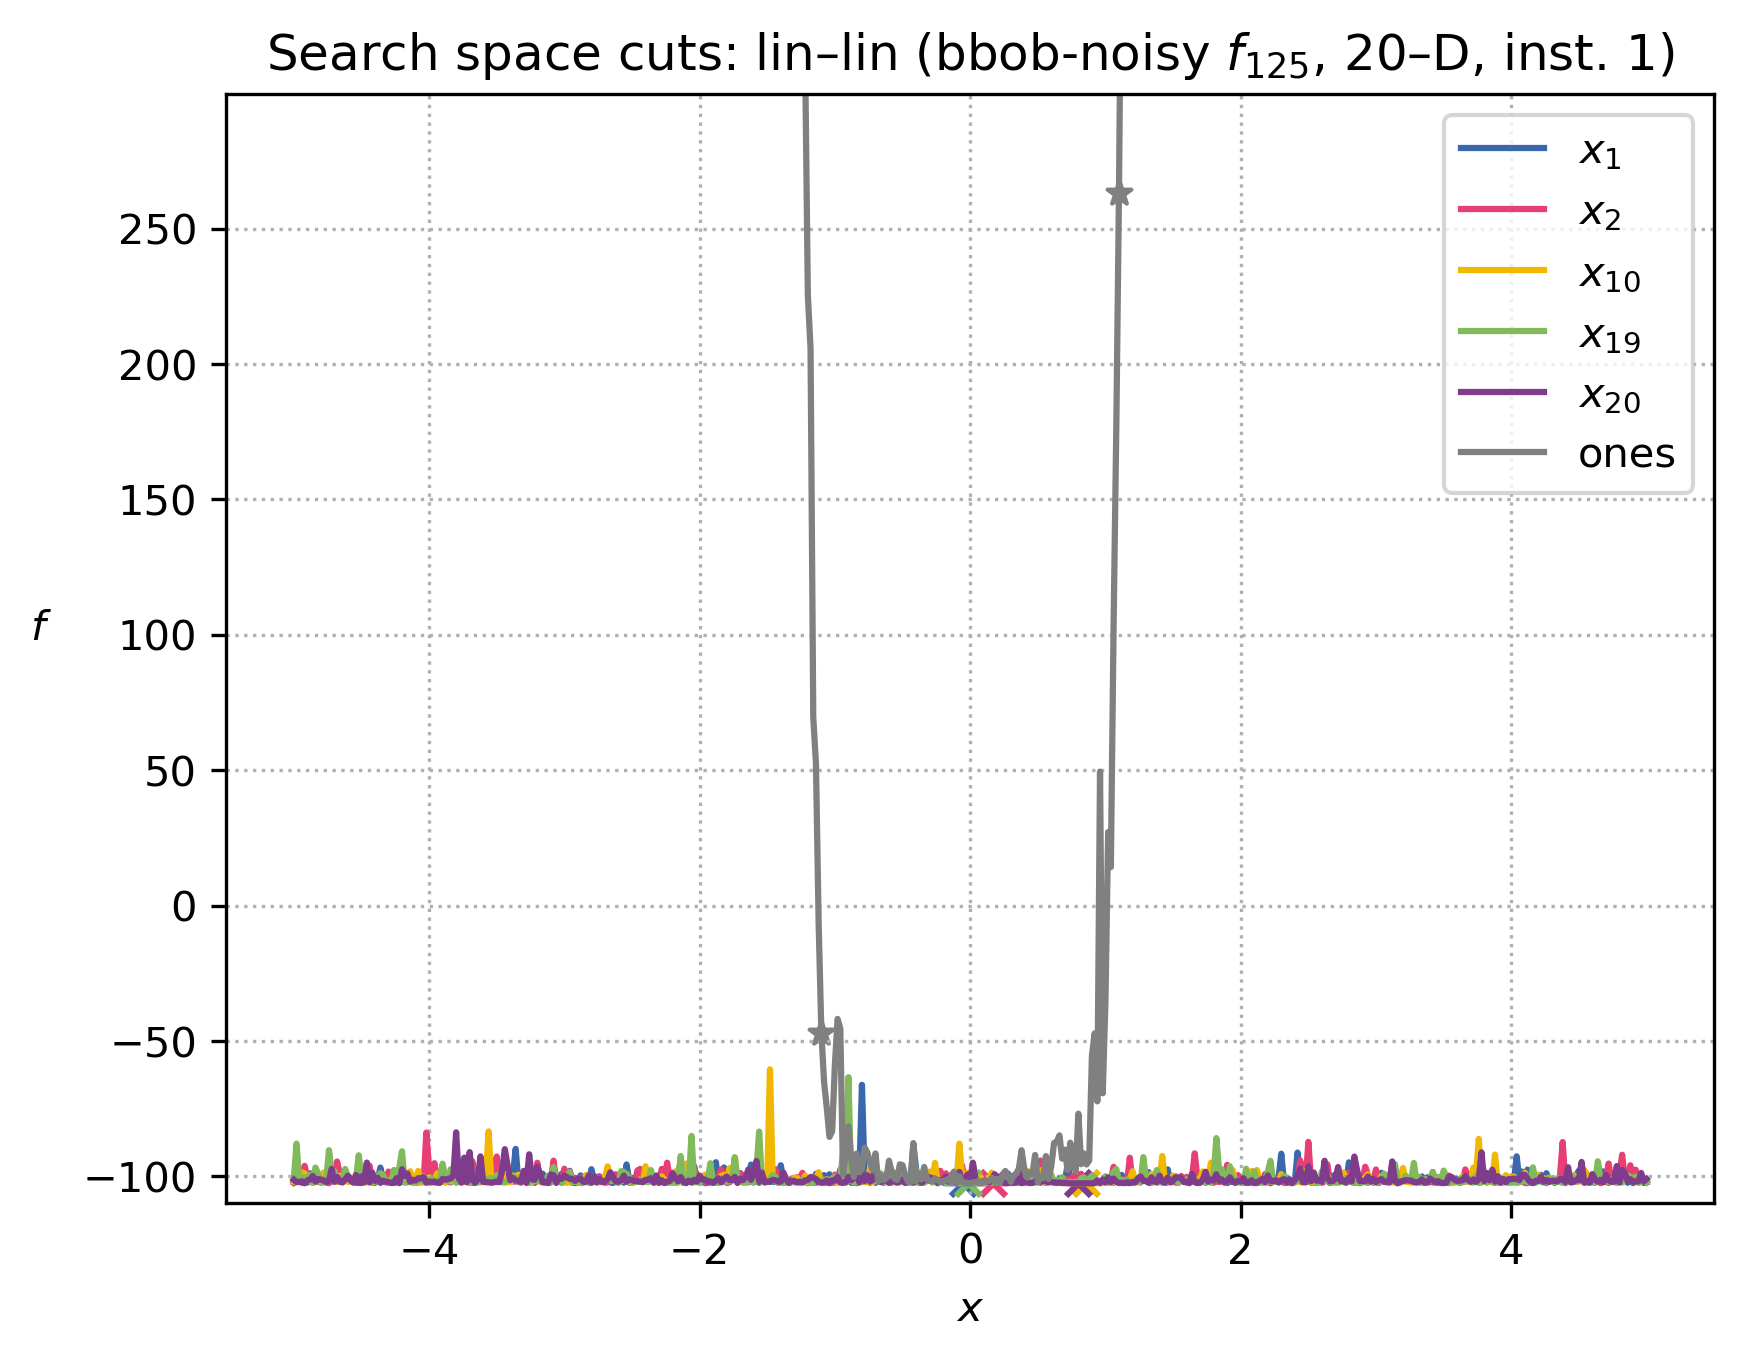 Search space cuts: lin–lin (bbob-noisy f125, 20–D, inst. 1)
x1
x2
x10
x19
x20
ones
250
200
150
100
50
0
−50
−100
f
−4
−2
0
2
4
x